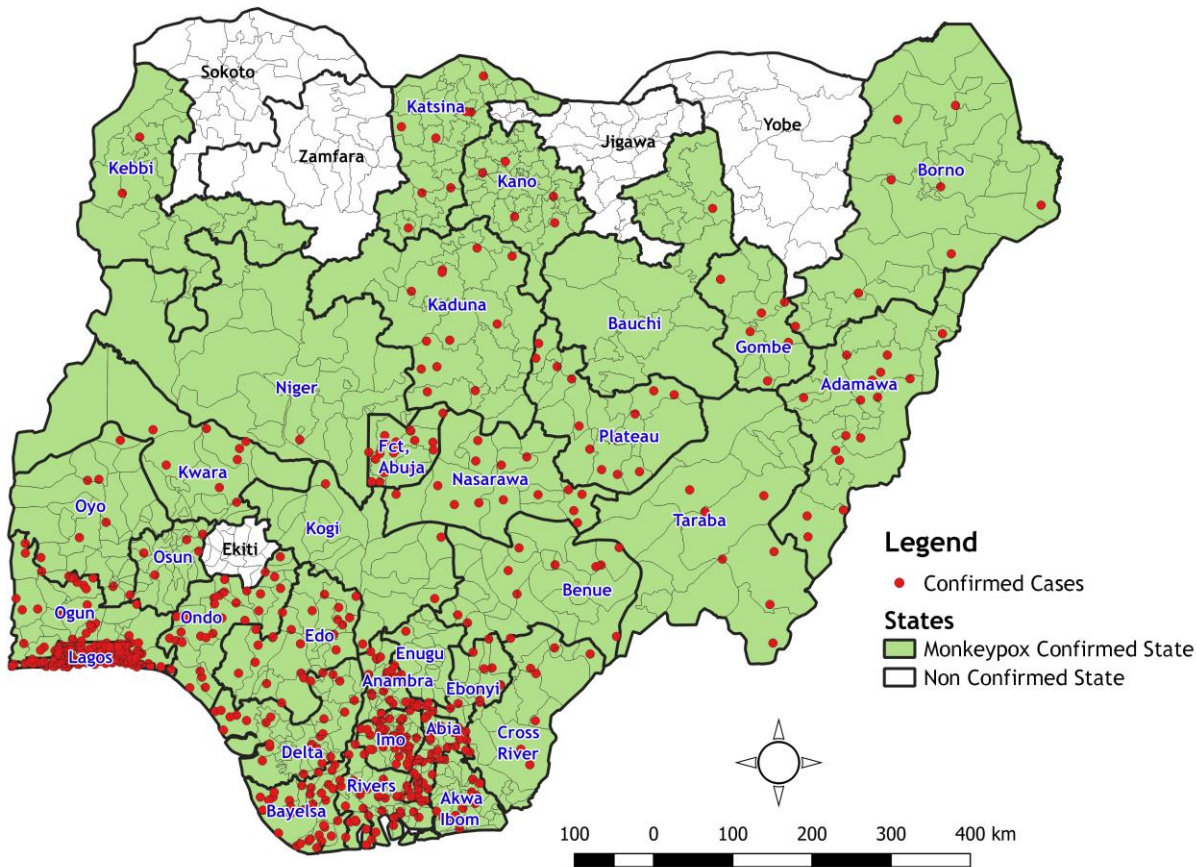 Sokoto
Katsina
Yobe
Jigawa
Zamfara
Kebbi
Kano
Borno
Kaduna
Bauchi
Gombe
Niger
Adamawa
Plateau
Fct,
Abuja
Kwara
Nasarawa
Oyo
Kogi
Taraba
Osun
Ekiti
Benue
Ogun
Ondo
Edo
Lagos
Enugu
Anambra
Ebonyi
Abia
Cross
River
Imo
Delta
Rivers
Akwa
Ibom
Bayelsa
Legend
Confirmed Cases
States
Monkeypox Confirmed State
Non Confirmed State
100 0 100 200 300 400 km